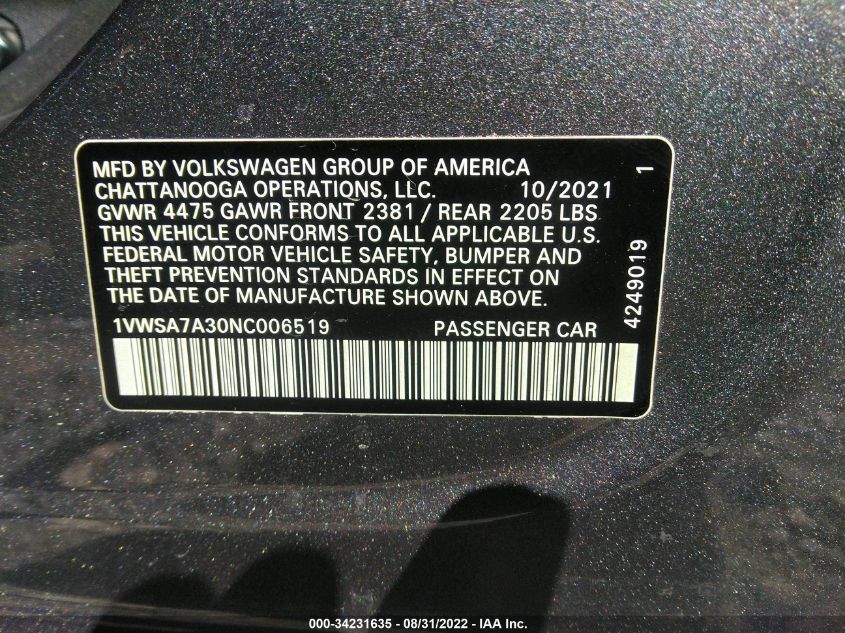 MFD BY VOLKSWAGEN GROUP OF AMERICA
CHATTANOOGA OPERATIONS, LLC. 10/2021
GVWR 4475 GAWR FRONT 2381 / REAR 2205 LBS
THIS VEHICLE CONFORMS TO ALL APPLICABLE U.S.
FEDERAL MOTOR VEHICLE SAFETY, BUMPER AND
THEFT PREVENTION STANDARDS IN EFFECT ON
THE DATE OF MANUFACTURE SHOWN ABOVE.
1VWSA7A30NC006519 PASSENGER CAR
4249019 1
000-34231635 - 08/31/2022 - IAA Inc.